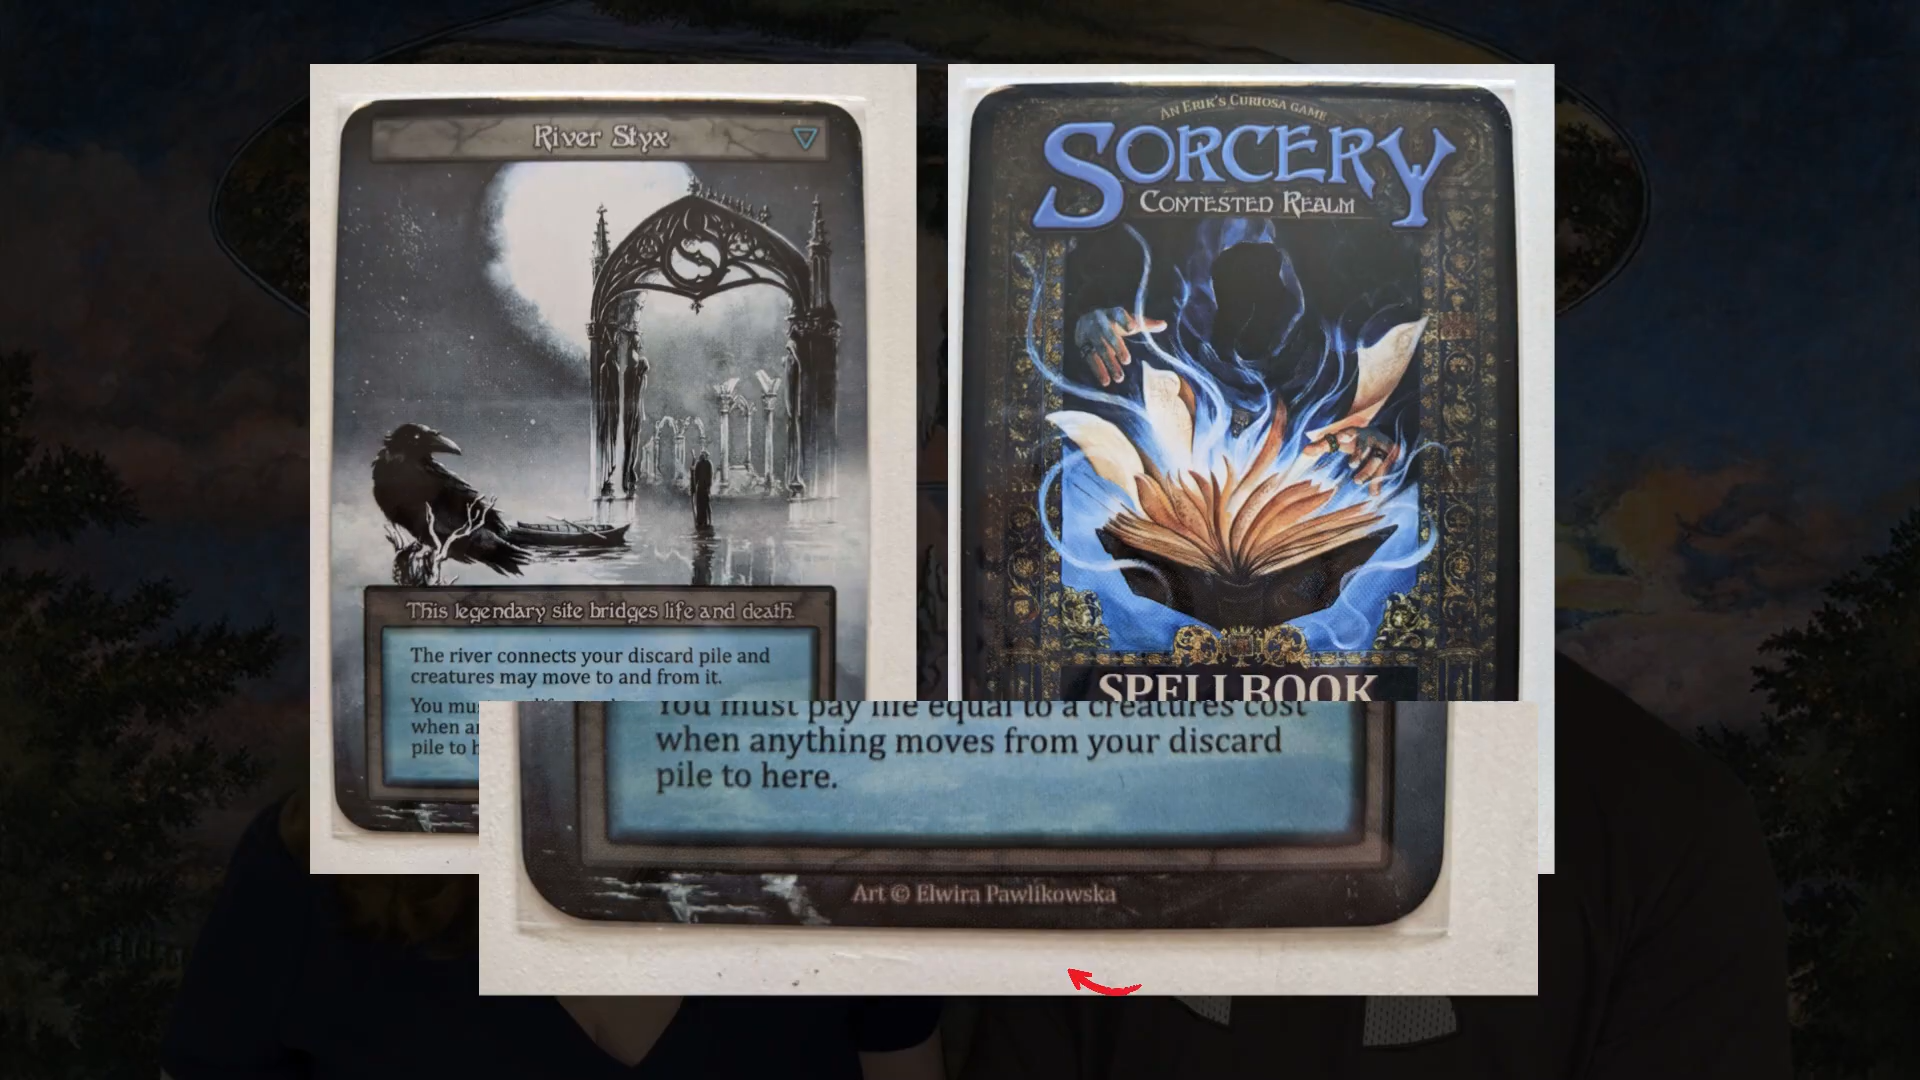 River Styx
This legendary site bridges life and death.
The river connects your discard pile and
creatures may move to and from it.
You mus
when a
pile to h
AN ERIK'S CURIOSA GAME
SORCERY
CONTESTED REALM
SPELLBOOK
You must pay life equal to a creatures cost
when anything moves from your discard
pile to here.
Art © Elwira Pawlikowska